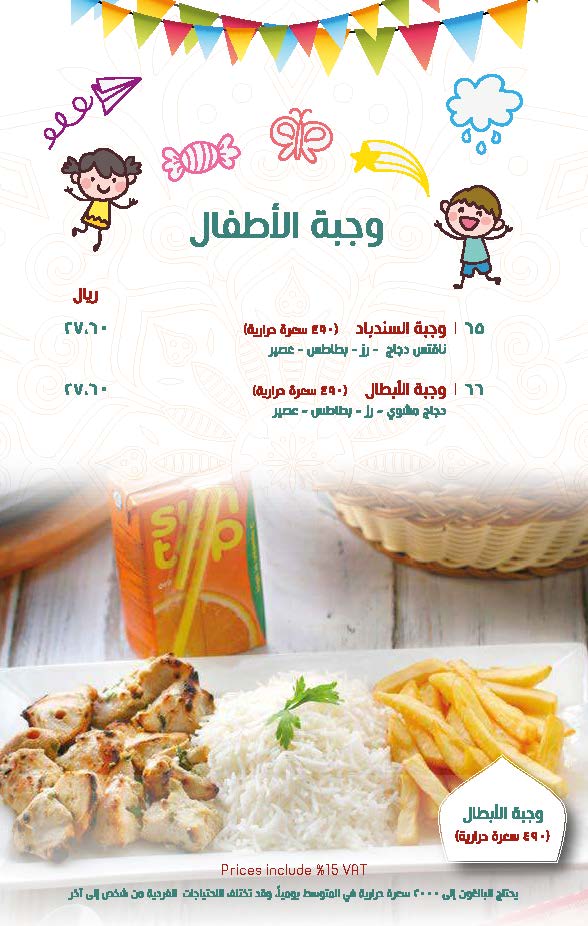 وجبة الأطفال
ريال
٦٥ | وجبة السندباد (٤٩٠ سعرة حرارية) ٢٧،٦٠
ناقتس دجاج - رز - بطاطس - عصير
٦٦ | وجبة الأبطال (٤٩٠ سعرة حرارية) ٢٧،٦٠
دجاج مشوي - رز - بطاطس - عصير
sun
top
وجبة الأبطال
(٤٩٠ سعرة حرارية)
Prices include %15 VAT
يحتاج البالغون إلى ٢٠٠٠ سعرة حرارية في المتوسط يومياً، وقد تختلف الاحتياجات الفردية من شخص إلى آخر